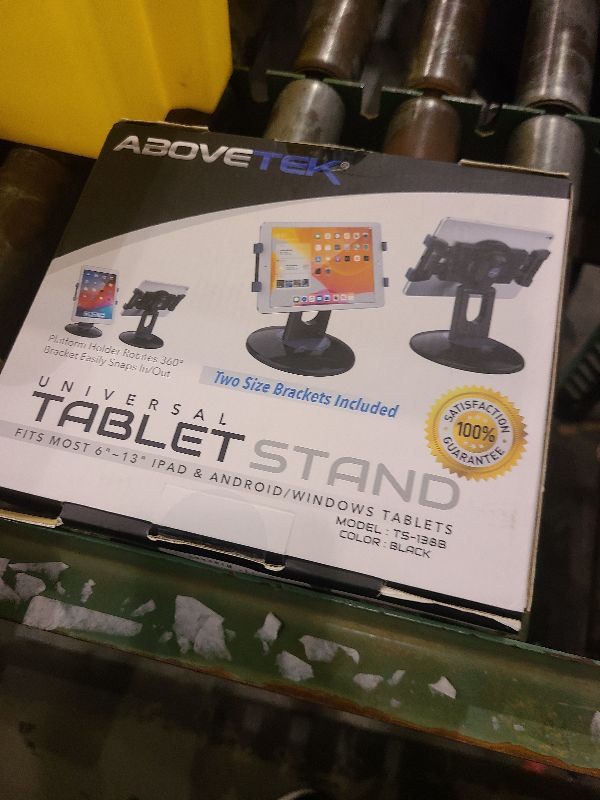 ABOVETEK®
Platform Holder Rotates 360°
Bracket Easily Snaps In/Out
Two Size Brackets Included
UNIVERSAL
TABLET STAND
FITS MOST 6"~13" IPAD & ANDROID/WINDOWS TABLETS
MODEL : TS-138B
COLOR : BLACK
SATISFACTION
100%
GUARANTEE